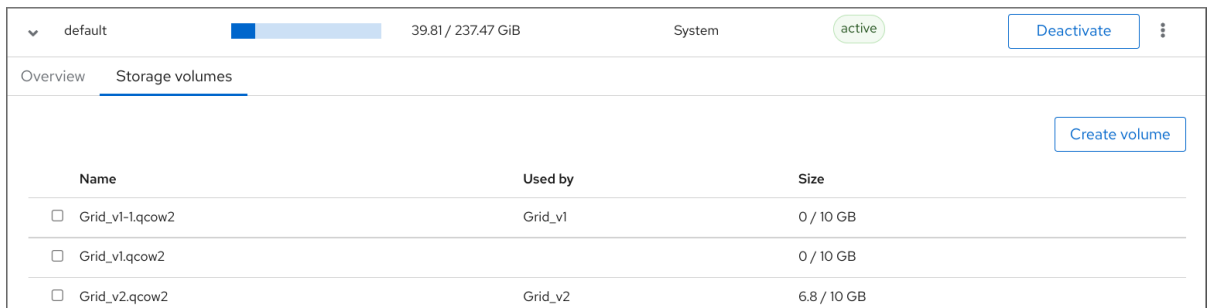 default 39.81 / 237.47 GiB System active Deactivate
Overview Storage volumes
Create volume
Name Used by Size
Grid_v1-1.qcow2 Grid_v1 0 / 10 GB
Grid_v1.qcow2 0 / 10 GB
Grid_v2.qcow2 Grid_v2 6.8 / 10 GB